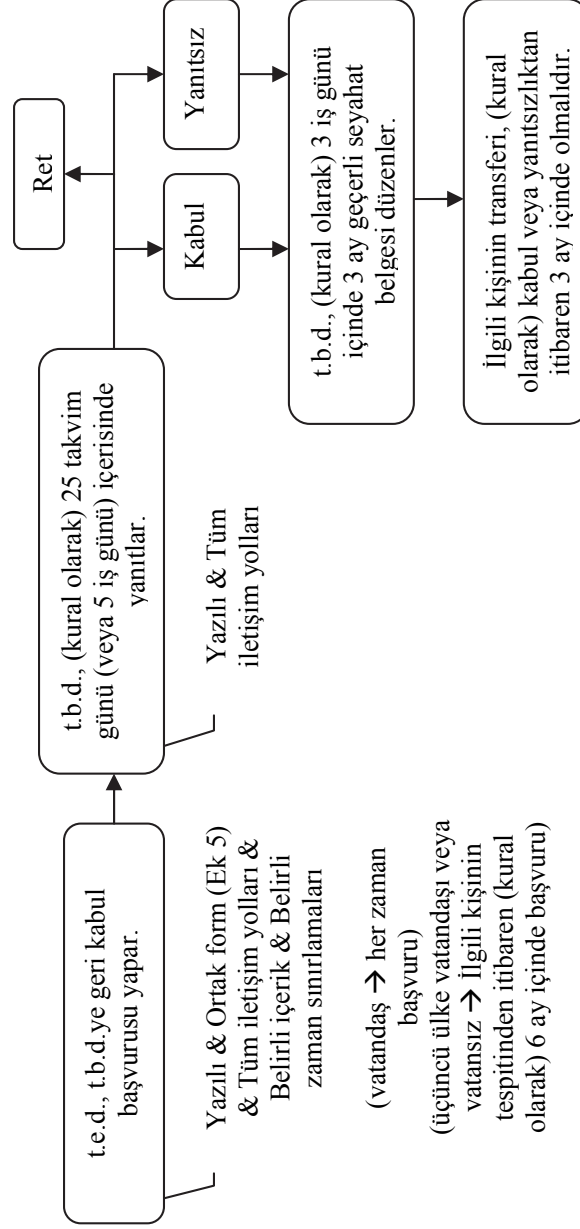 t.e.d., t.b.d.ye geri kabul
başvurusu yapar.
Yazılı & Ortak form (Ek 5)
& Tüm iletişim yolları &
Belirli içerik & Belirli
zaman sınırlamaları
(vatandaş → her zaman
başvuru)
(üçüncü ülke vatandaşı veya
vatansız → İlgili kişinin
tespitinden itibaren (kural
olarak) 6 ay içinde başvuru)
t.b.d., (kural olarak) 25 takvim
günü (veya 5 iş günü) içerisinde
yanıtlar.
Yazılı & Tüm
iletişim yolları
Ret
Kabul
Yanıtsız
t.b.d., (kural olarak) 3 iş günü
içinde 3 ay geçerli seyahat
belgesi düzenler.
İlgili kişinin transferi, (kural
olarak) kabul veya yanıtsızlıktan
itibaren 3 ay içinde olmalıdır.